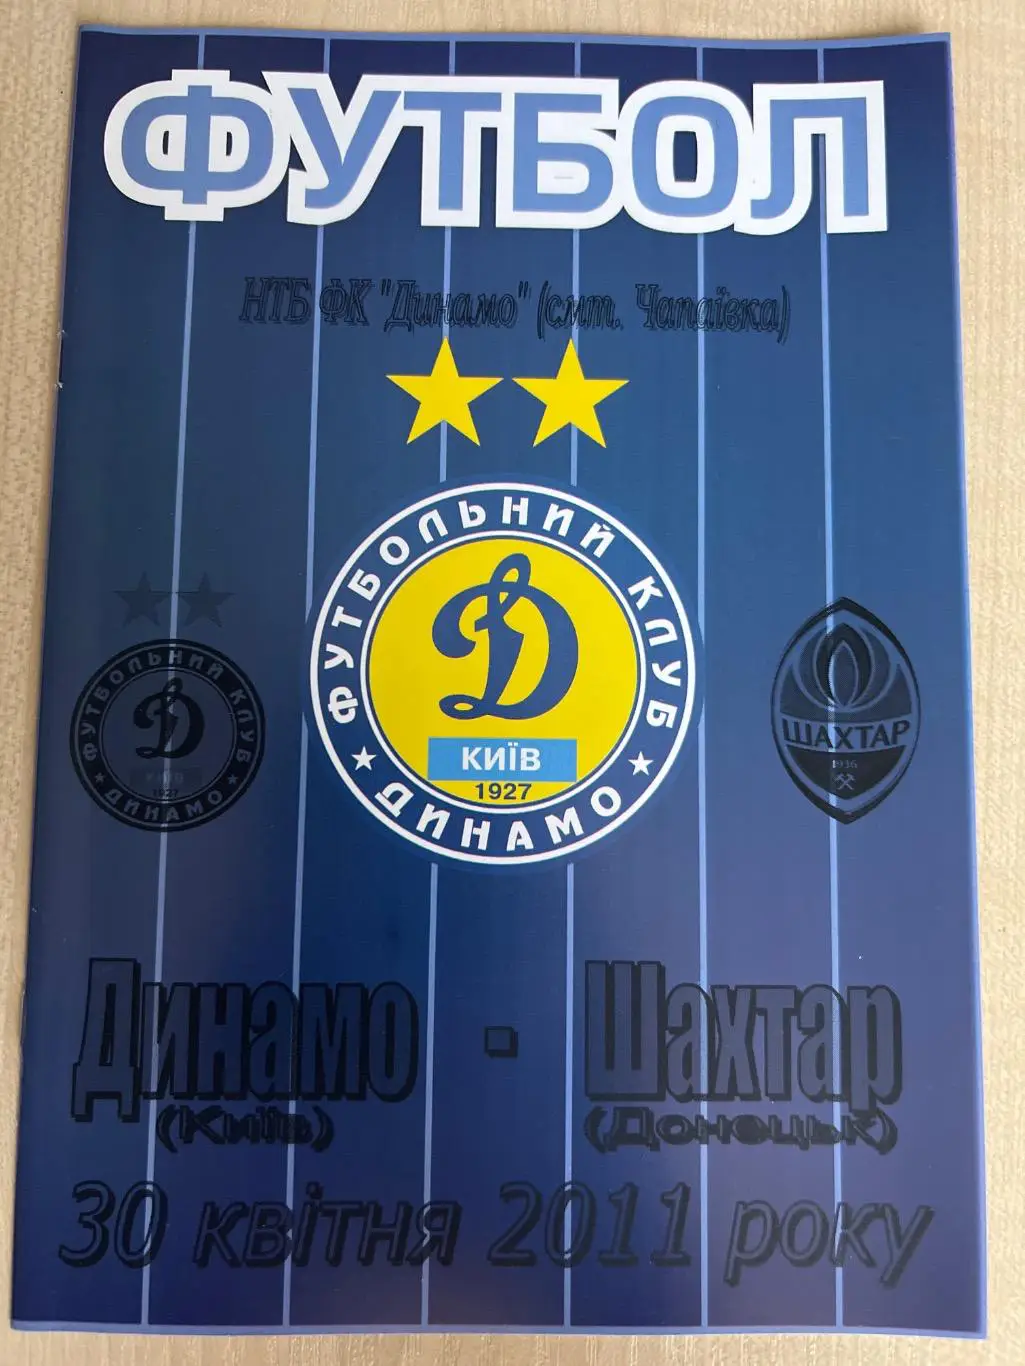 ФУТБОЛ
НТБ ФК "Динамо" (смт. Чапаївка)
ФУТБОЛЬНИЙ КЛУБ
ДИНАМО
КИЇВ
1927
ФУТБОЛЬНИЙ КЛУБ
ДИНАМО
КИЇВ
1927
ШАХТАР
1936
Динамо - Шахтар
(Київ) (Донецьк)
30 квітня 2011 року